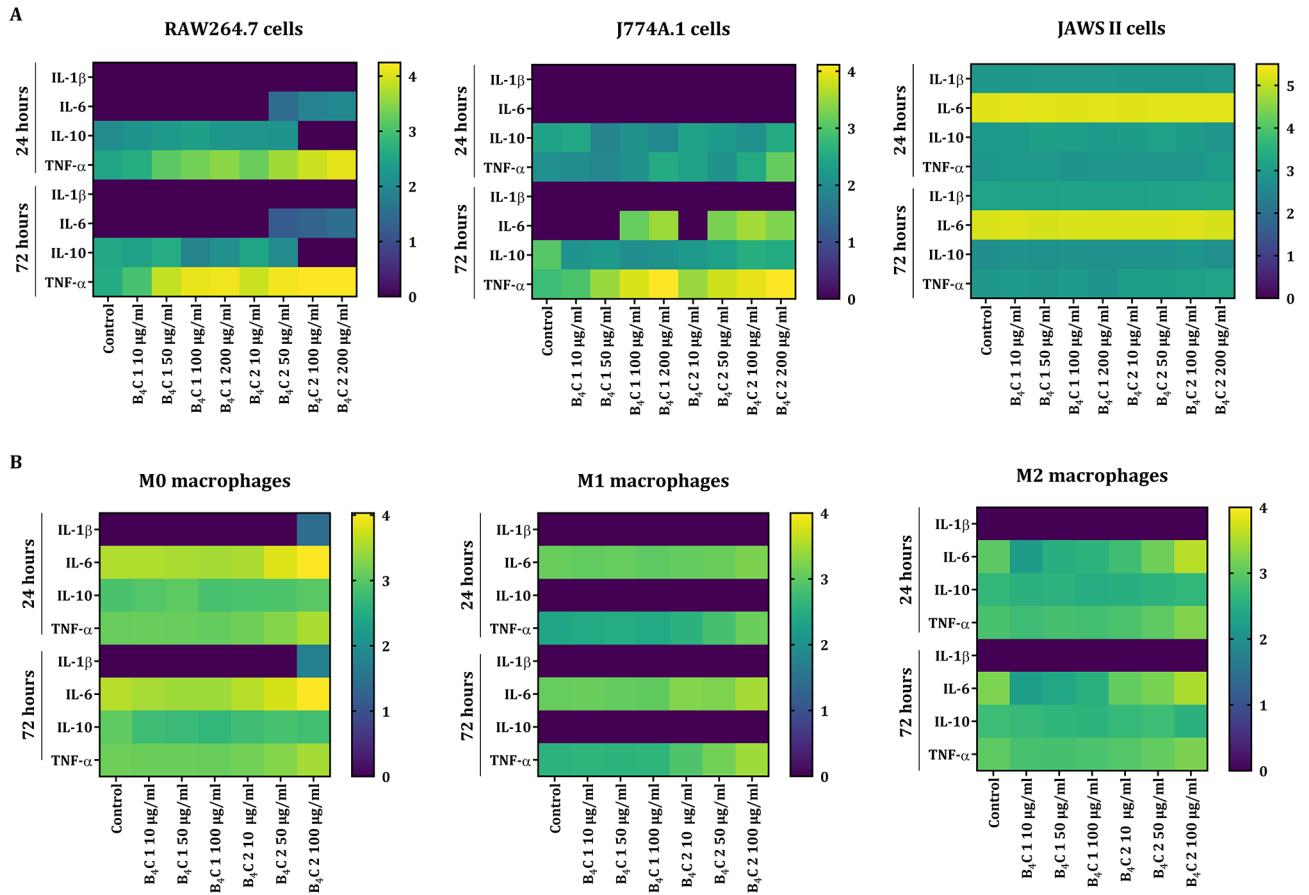 A
RAW264.7 cells
24 hours
IL-1β
IL-6
IL-10
TNF-α
72 hours
IL-1β
IL-6
IL-10
TNF-α
4
3
2
1
0
Control
B₄C 1 10 µg/ml
B₄C 1 50 µg/ml
B₄C 1 100 µg/ml
B₄C 1 200 µg/ml
B₄C 2 10 µg/ml
B₄C 2 50 µg/ml
B₄C 2 100 µg/ml
B₄C 2 200 µg/ml
J774A.1 cells
24 hours
IL-1β
IL-6
IL-10
TNF-α
72 hours
IL-1β
IL-6
IL-10
TNF-α
4
3
2
1
0
Control
B₄C 1 10 µg/ml
B₄C 1 50 µg/ml
B₄C 1 100 µg/ml
B₄C 1 200 µg/ml
B₄C 2 10 µg/ml
B₄C 2 50 µg/ml
B₄C 2 100 µg/ml
B₄C 2 200 µg/ml
JAWS II cells
24 hours
IL-1β
IL-6
IL-10
TNF-α
72 hours
IL-1β
IL-6
IL-10
TNF-α
5
4
3
2
1
0
Control
B₄C 1 10 µg/ml
B₄C 1 50 µg/ml
B₄C 1 100 µg/ml
B₄C 1 200 µg/ml
B₄C 2 10 µg/ml
B₄C 2 50 µg/ml
B₄C 2 100 µg/ml
B₄C 2 200 µg/ml
B
M0 macrophages
24 hours
IL-1β
IL-6
IL-10
TNF-α
72 hours
IL-1β
IL-6
IL-10
TNF-α
4
3
2
1
0
Control
B₄C 1 10 µg/ml
B₄C 1 50 µg/ml
B₄C 1 100 µg/ml
B₄C 2 10 µg/ml
B₄C 2 50 µg/ml
B₄C 2 100 µg/ml
M1 macrophages
24 hours
IL-1β
IL-6
IL-10
TNF-α
72 hours
IL-1β
IL-6
IL-10
TNF-α
4
3
2
1
0
Control
B₄C 1 10 µg/ml
B₄C 1 50 µg/ml
B₄C 1 100 µg/ml
B₄C 2 10 µg/ml
B₄C 2 50 µg/ml
B₄C 2 100 µg/ml
M2 macrophages
24 hours
IL-1β
IL-6
IL-10
TNF-α
72 hours
IL-1β
IL-6
IL-10
TNF-α
4
3
2
1
0
Control
B₄C 1 10 µg/ml
B₄C 1 50 µg/ml
B₄C 1 100 µg/ml
B₄C 2 10 µg/ml
B₄C 2 50 µg/ml
B₄C 2 100 µg/ml